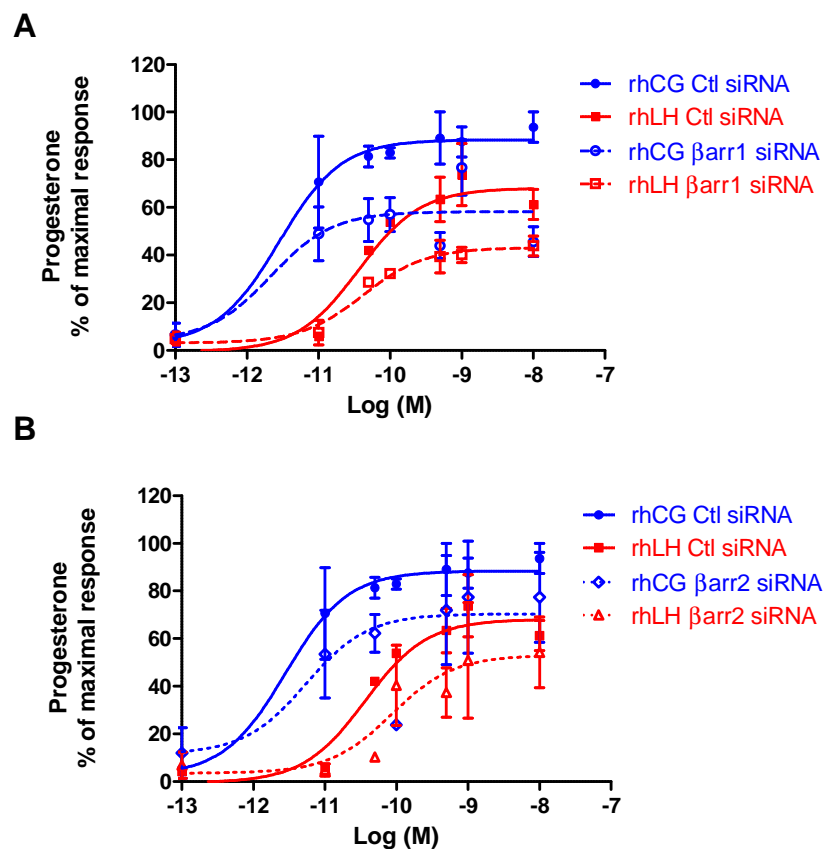 A
120
100
80
60
40
20
0
Progesterone
% of maximal response
-13 -12 -11 -10 -9 -8 -7
Log (M)
rhCG Ctl siRNA
rhLH Ctl siRNA
rhCG βarr1 siRNA
rhLH βarr1 siRNA
B
120
100
80
60
40
20
0
Progesterone
% of maximal response
-13 -12 -11 -10 -9 -8 -7
Log (M)
rhCG Ctl siRNA
rhLH Ctl siRNA
rhCG βarr2 siRNA
rhLH βarr2 siRNA